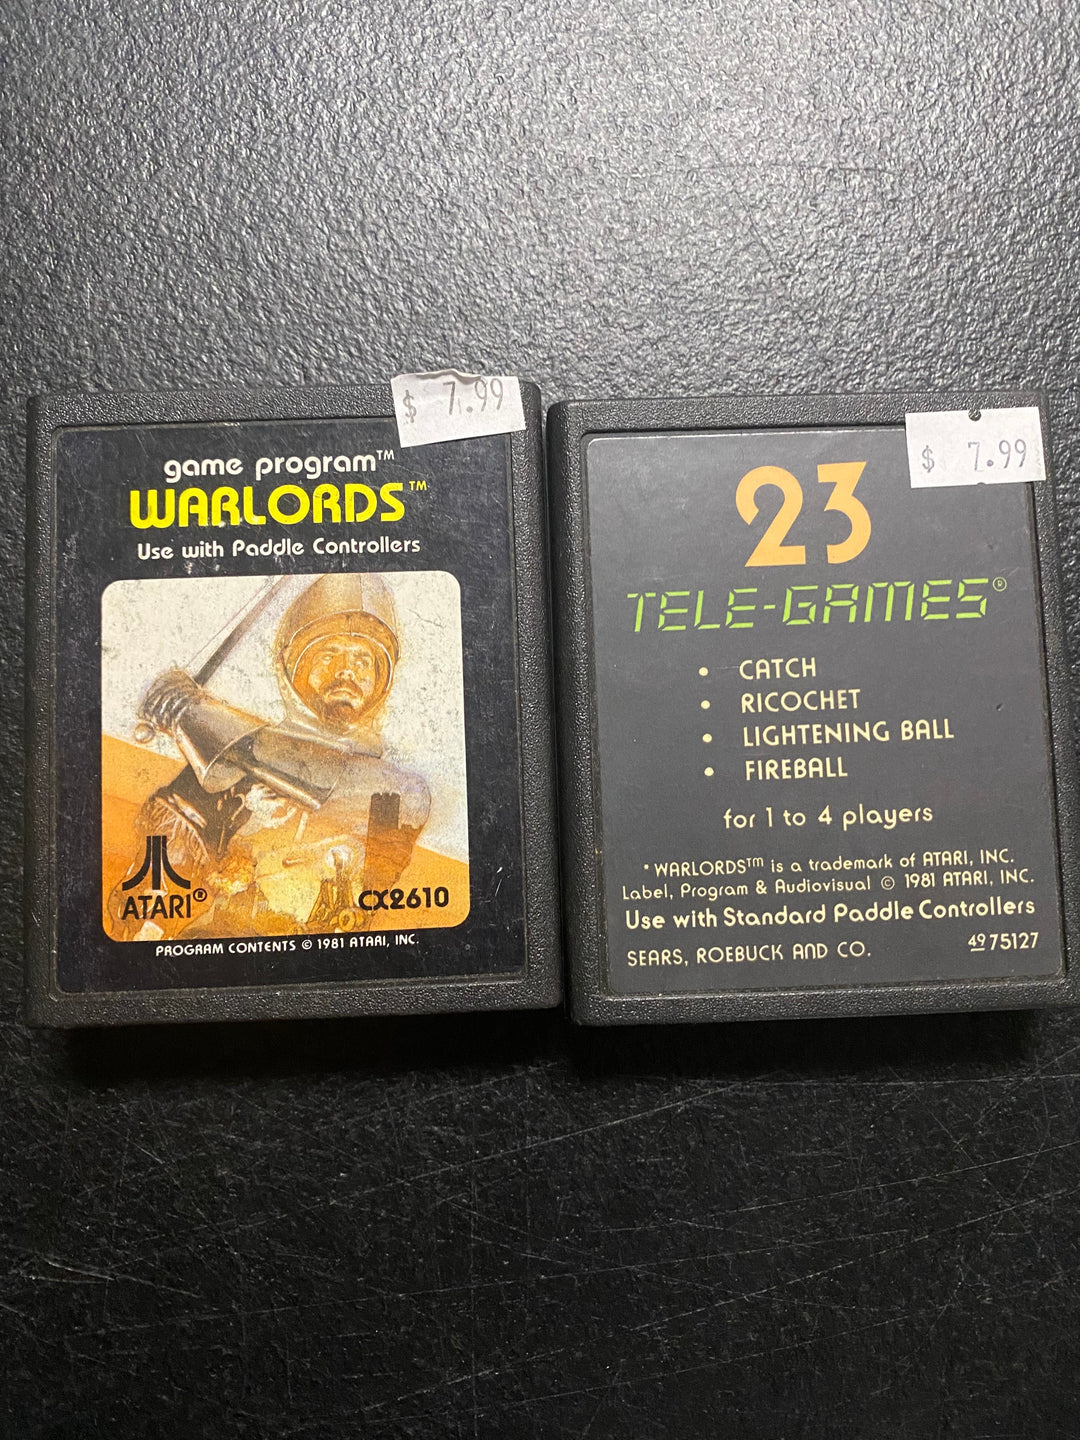 $ 7.99
game program™
WARLORDS™
Use with Paddle Controllers
ATARI®
CX2610
PROGRAM CONTENTS © 1981 ATARI, INC.
$ 7.99
23
TELE-GAMES®
• CATCH
• RICOCHET
• LIGHTENING BALL
• FIREBALL
for 1 to 4 players
* WARLORDS™ is a trademark of ATARI, INC.
Label, Program & Audiovisual © 1981 ATARI, INC.
Use with Standard Paddle Controllers
SEARS, ROEBUCK AND CO.
49 75127